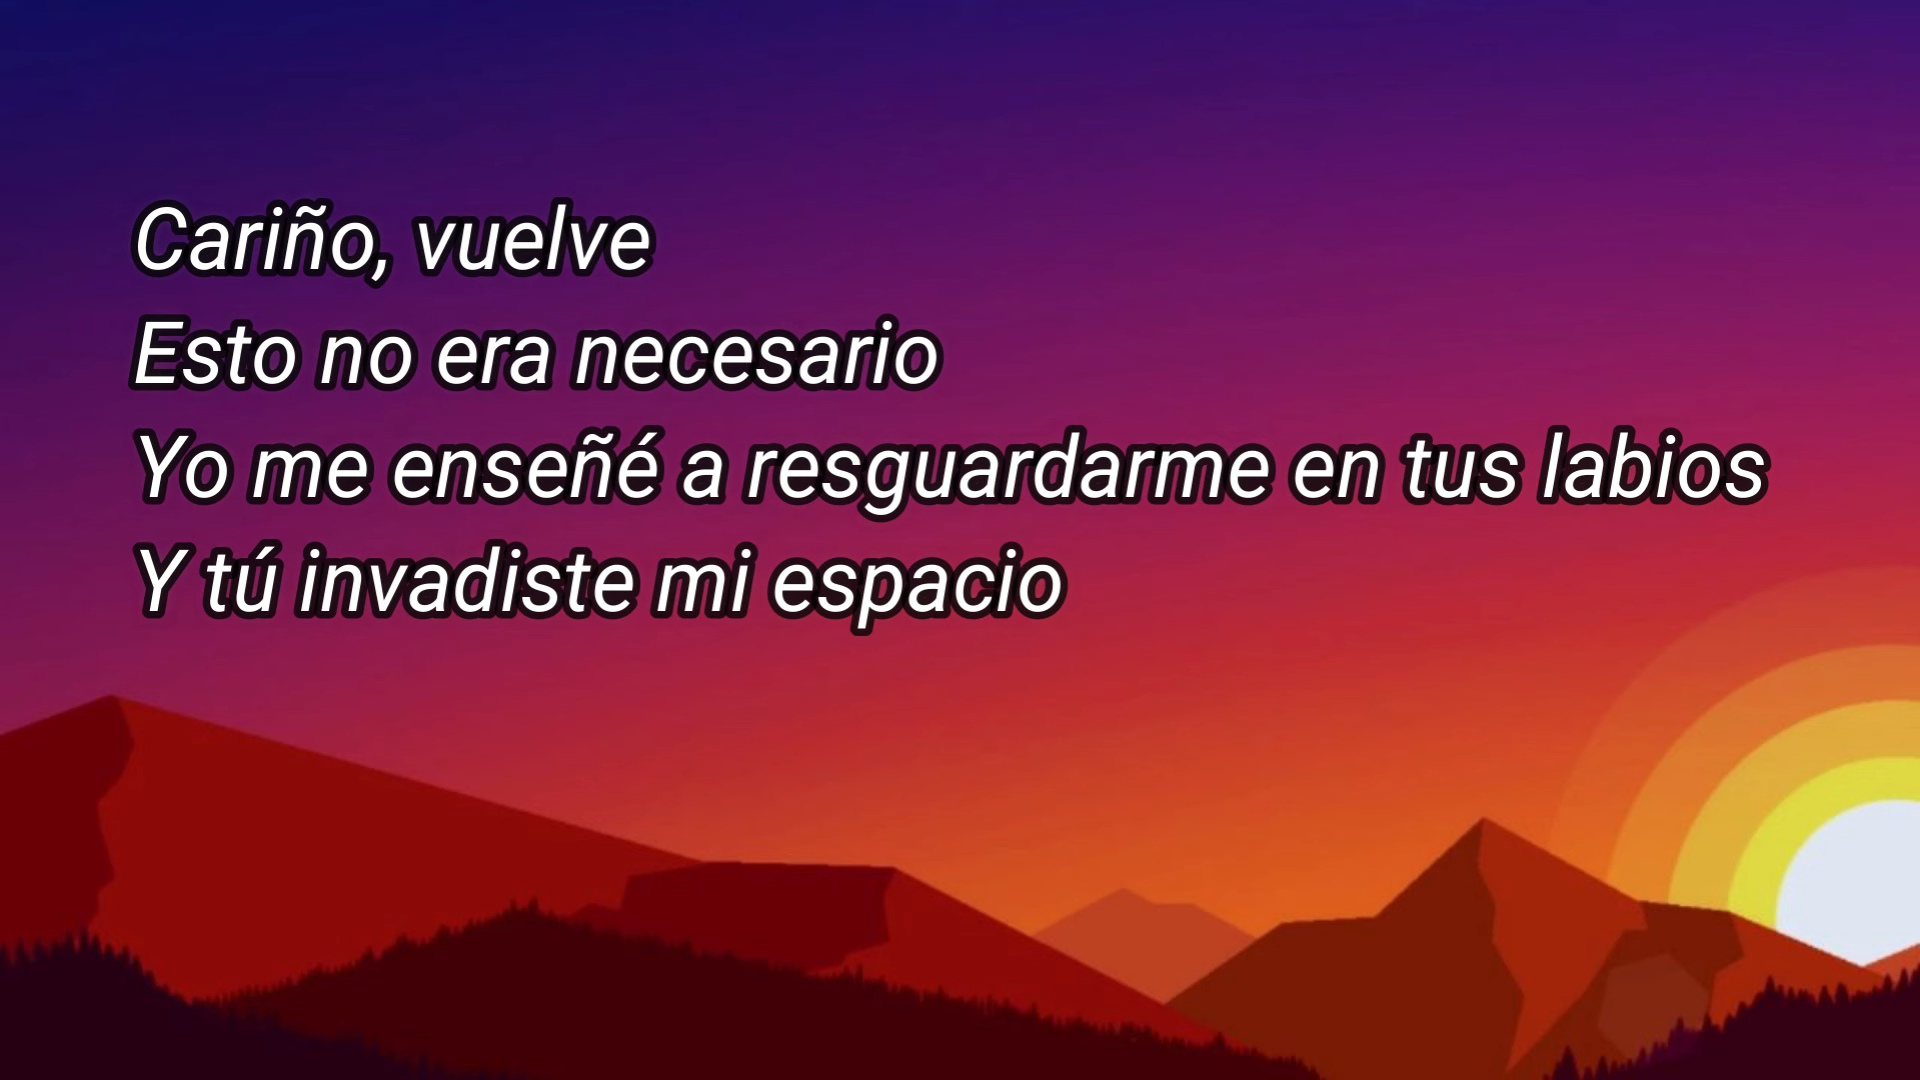 Cariño, vuelve
Esto no era necesario
Yo me enseñé a resguardarme en tus labios
Y tú invadiste mi espacio